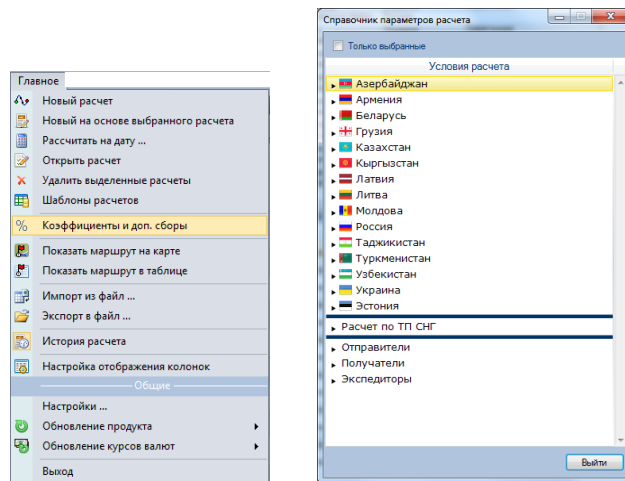 Главное
Новый расчет
Новый на основе выбранного расчета
Рассчитать на дату ...
Открыть расчет
Удалить выделенные расчеты
Шаблоны расчетов
% Коэффициенты и доп. сборы
Показать маршрут на карте
Показать маршрут в таблице
Импорт из файл ...
Экспорт в файл ...
История расчета
Настройка отображения колонок
Общие
Настройки ...
Обновление продукта
Обновление курсов валют
Выход
Справочник параметров расчета
Только выбранные
Условия расчета
Азербайджан
Армения
Беларусь
Грузия
Казахстан
Кыргызстан
Латвия
Литва
Молдова
Россия
Таджикистан
Туркменистан
Узбекистан
Украина
Эстония
Расчет по ТП СНГ
Отправители
Получатели
Экспедиторы
Выйти